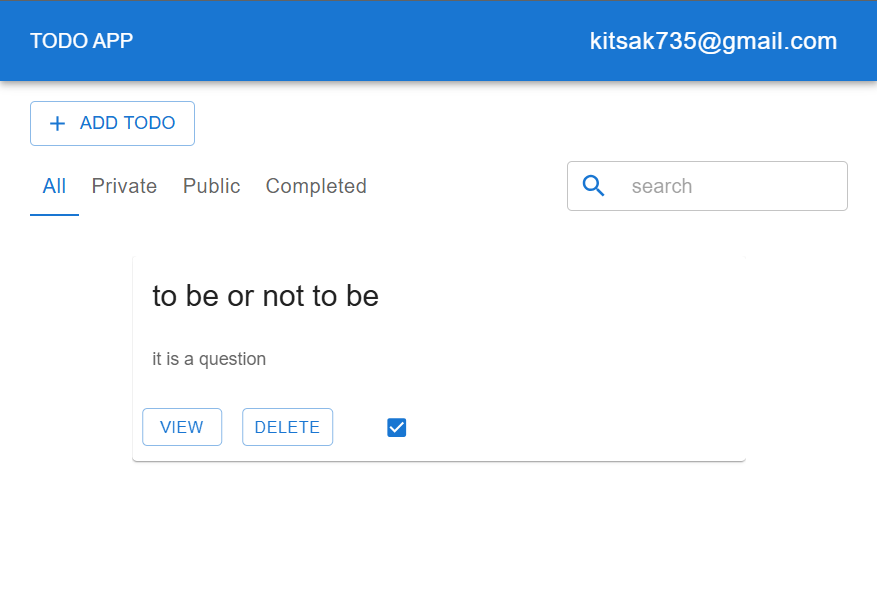 TODO APP kitsak735@gmail.com
ADD TODO
All Private Public Completed search
to be or not to be
it is a question
VIEW DELETE